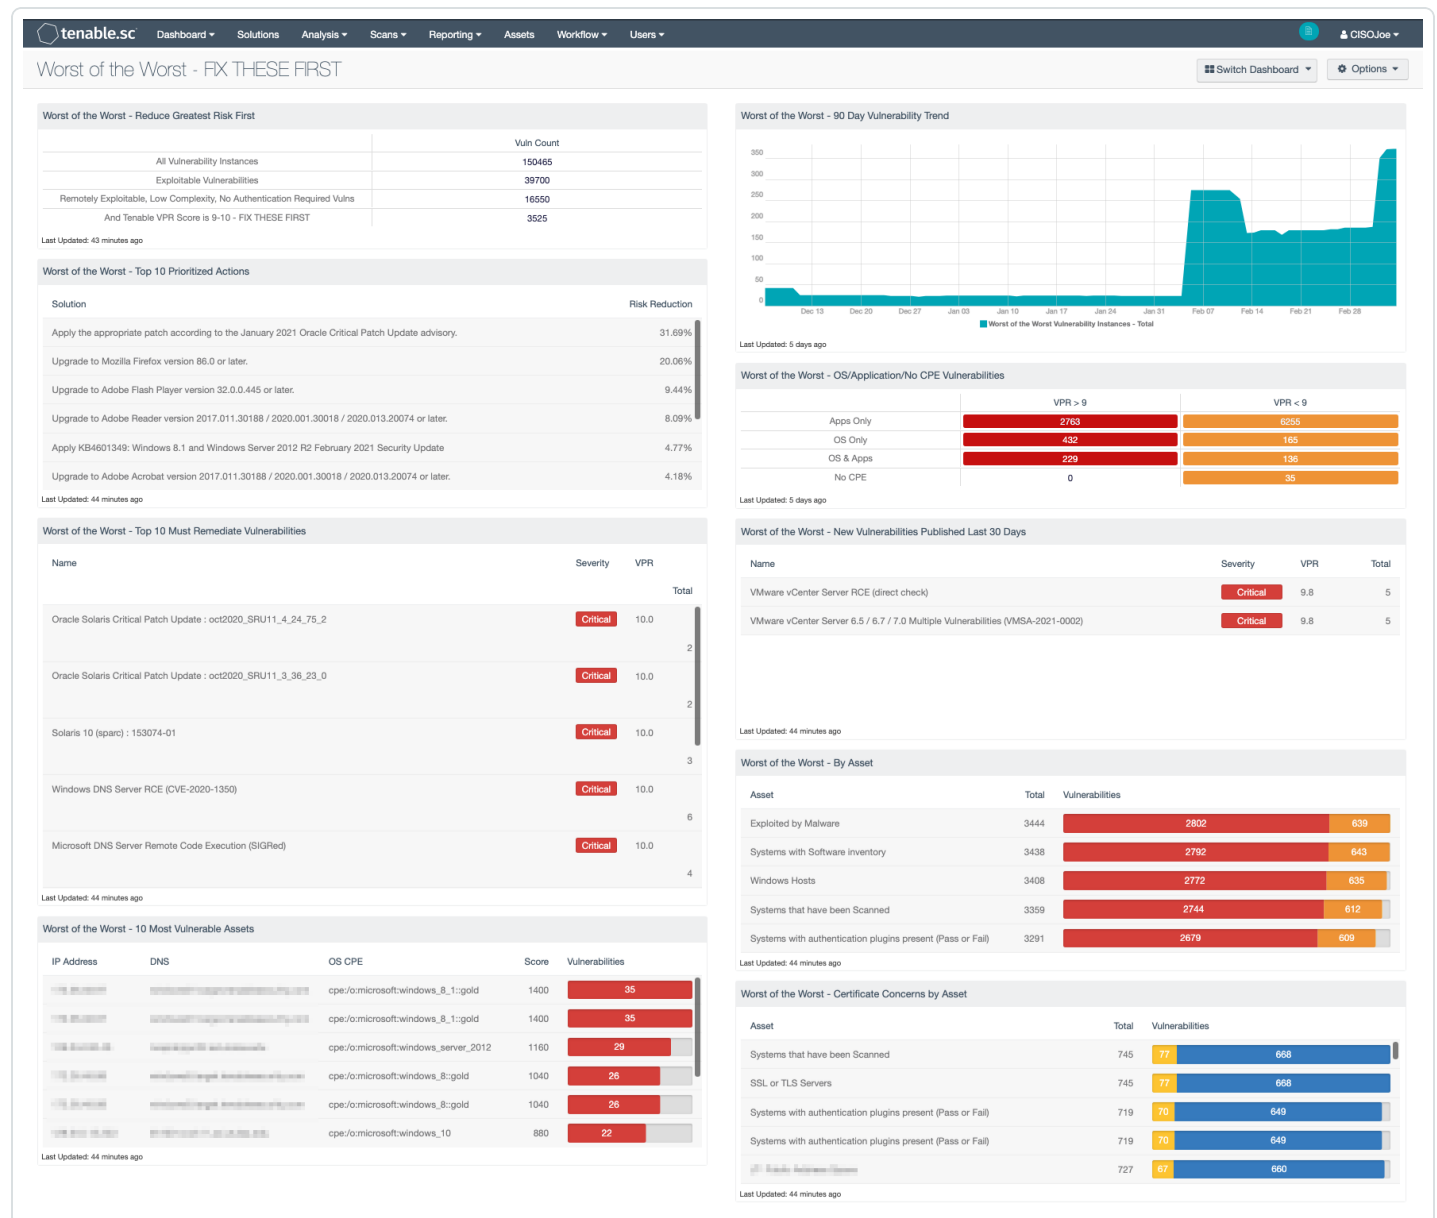 tenable.sc Dashboard Solutions Analysis Scans Reporting Assets Workflow Users CISOJoe
Worst of the Worst - FIX THESE FIRST Switch Dashboard Options
Worst of the Worst - Reduce Greatest Risk First
Vuln Count
All Vulnerability Instances 150465
Exploitable Vulnerabilities 39700
Remotely Exploitable, Low Complexity, No Authentication Required Vulns 16550
And Tenable VPR Score is 9-10 - FIX THESE FIRST 3525
Last Updated: 43 minutes ago
Worst of the Worst - Top 10 Prioritized Actions
Solution Risk Reduction
Apply the appropriate patch according to the January 2021 Oracle Critical Patch Update advisory. 31.69%
Upgrade to Mozilla Firefox version 86.0 or later. 20.06%
Upgrade to Adobe Flash Player version 32.0.0.445 or later. 9.44%
Upgrade to Adobe Reader version 2017.011.30188 / 2020.001.30018 / 2020.013.20074 or later. 8.09%
Apply KB4601349: Windows 8.1 and Windows Server 2012 R2 February 2021 Security Update 4.77%
Upgrade to Adobe Acrobat version 2017.011.30188 / 2020.001.30018 / 2020.013.20074 or later. 4.18%
Last Updated: 44 minutes ago
Worst of the Worst - Top 10 Must Remediate Vulnerabilities
Name Severity VPR
Total
Oracle Solaris Critical Patch Update : oct2020_SRU11_4_24_75_2 Critical 10.0
2
Oracle Solaris Critical Patch Update : oct2020_SRU11_3_36_23_0 Critical 10.0
2
Solaris 10 (sparc) : 153074-01 Critical 10.0
3
Windows DNS Server RCE (CVE-2020-1350) Critical 10.0
6
Microsoft DNS Server Remote Code Execution (SIGRed) Critical 10.0
4
Last Updated: 44 minutes ago
Worst of the Worst - 10 Most Vulnerable Assets
IP Address DNS OS CPE Score Vulnerabilities
cpe:/o:microsoft:windows_8_1::gold 1400 35
cpe:/o:microsoft:windows_8_1::gold 1400 35
cpe:/o:microsoft:windows_server_2012 1160 29
cpe:/o:microsoft:windows_8::gold 1040 26
cpe:/o:microsoft:windows_8::gold 1040 26
cpe:/o:microsoft:windows_10 880 22
Last Updated: 44 minutes ago
Worst of the Worst - 90 Day Vulnerability Trend
350
300
250
200
150
100
50
0
Dec 13 Dec 20 Dec 27 Jan 03 Jan 10 Jan 17 Jan 24 Jan 31 Feb 07 Feb 14 Feb 21 Feb 28
Worst of the Worst Vulnerability Instances - Total
Last Updated: 5 days ago
Worst of the Worst - OS/Application/No CPE Vulnerabilities
VPR > 9 VPR < 9
Apps Only 2763 6255
OS Only 432 165
OS & Apps 229 136
No CPE 0 35
Last Updated: 5 days ago
Worst of the Worst - New Vulnerabilities Published Last 30 Days
Name Severity VPR Total
VMware vCenter Server RCE (direct check) Critical 9.8 5
VMware vCenter Server 6.5 / 6.7 / 7.0 Multiple Vulnerabilities (VMSA-2021-0002) Critical 9.8 5
Last Updated: 44 minutes ago
Worst of the Worst - By Asset
Asset Total Vulnerabilities
Exploited by Malware 3444 2802 639
Systems with Software inventory 3438 2792 643
Windows Hosts 3408 2772 635
Systems that have been Scanned 3359 2744 612
Systems with authentication plugins present (Pass or Fail) 3291 2679 609
Last Updated: 44 minutes ago
Worst of the Worst - Certificate Concerns by Asset
Asset Total Vulnerabilities
Systems that have been Scanned 745 77 668
SSL or TLS Servers 745 77 668
Systems with authentication plugins present (Pass or Fail) 719 70 649
Systems with authentication plugins present (Pass or Fail) 719 70 649
727 67 660
Last Updated: 44 minutes ago